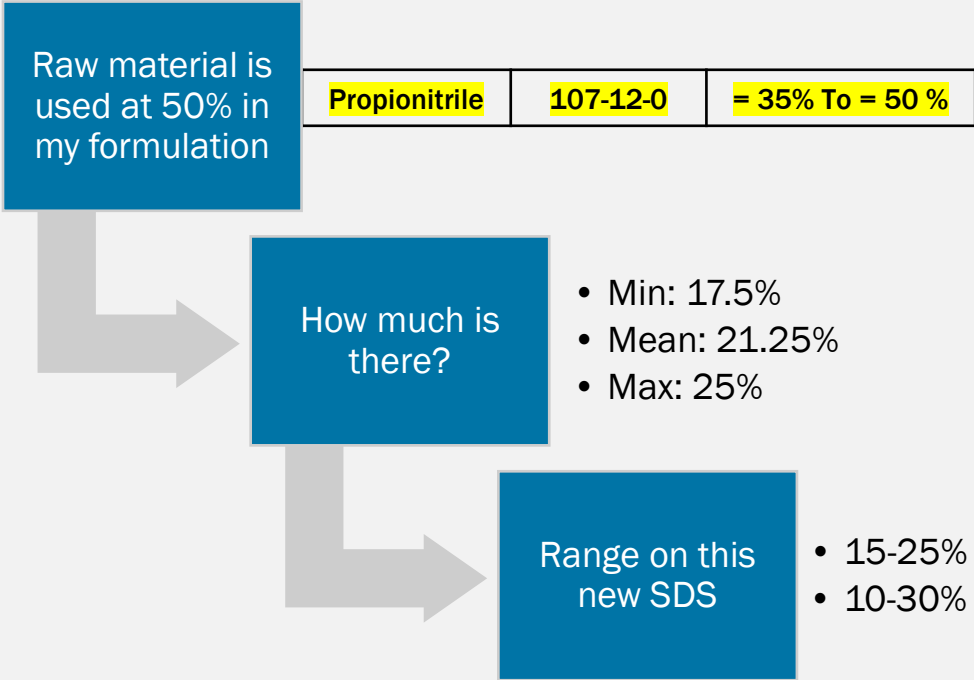 Raw material is
used at 50% in
my formulation
Propionitrile 107-12-0 = 35% To = 50 %
How much is
there?
• Min: 17.5%
• Mean: 21.25%
• Max: 25%
Range on this
new SDS
• 15-25%
• 10-30%